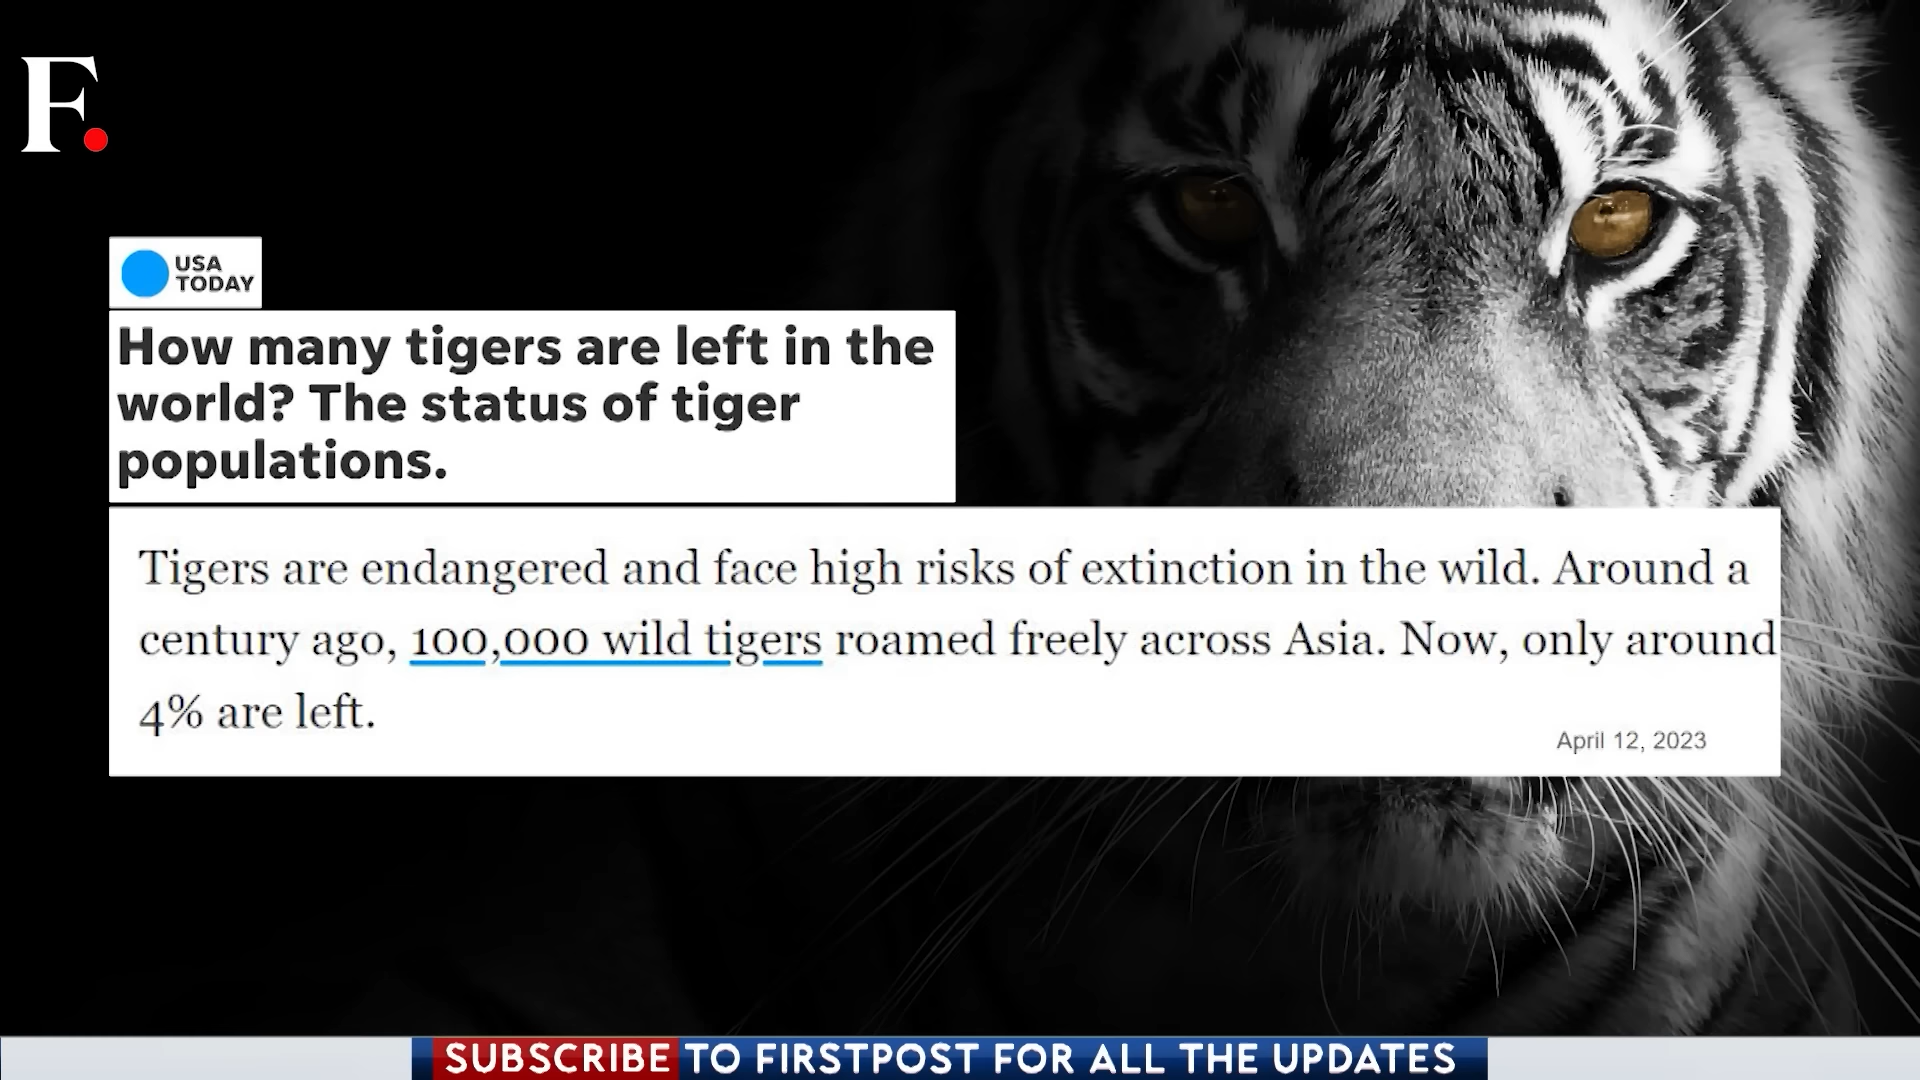 F.
USA
TODAY
How many tigers are left in the
world? The status of tiger
populations.
Tigers are endangered and face high risks of extinction in the wild. Around a
century ago, 100,000 wild tigers roamed freely across Asia. Now, only around
4% are left.
April 12, 2023
SUBSCRIBE TO FIRSTPOST FOR ALL THE UPDATES